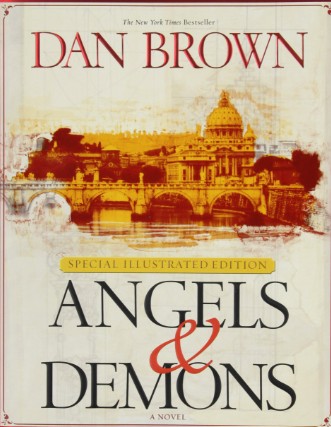 The New York Times Bestseller
DAN BROWN
SPECIAL ILLUSTRATED EDITION
ANGELS
&
DEMONS
A NOVEL